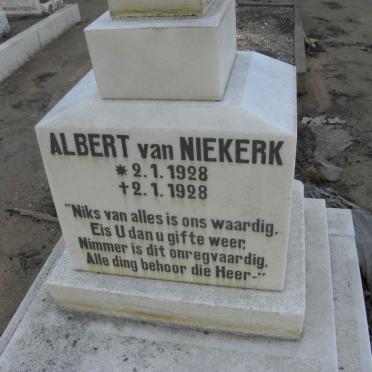 ALBERT van NIEKERK
* 2.1.1928
† 2.1.1928
"Niks van alles is ons waardig,
Eis U dan u gifte weer,
Nimmer is dit onregvaardig,
Alle ding behoor die Heer-."